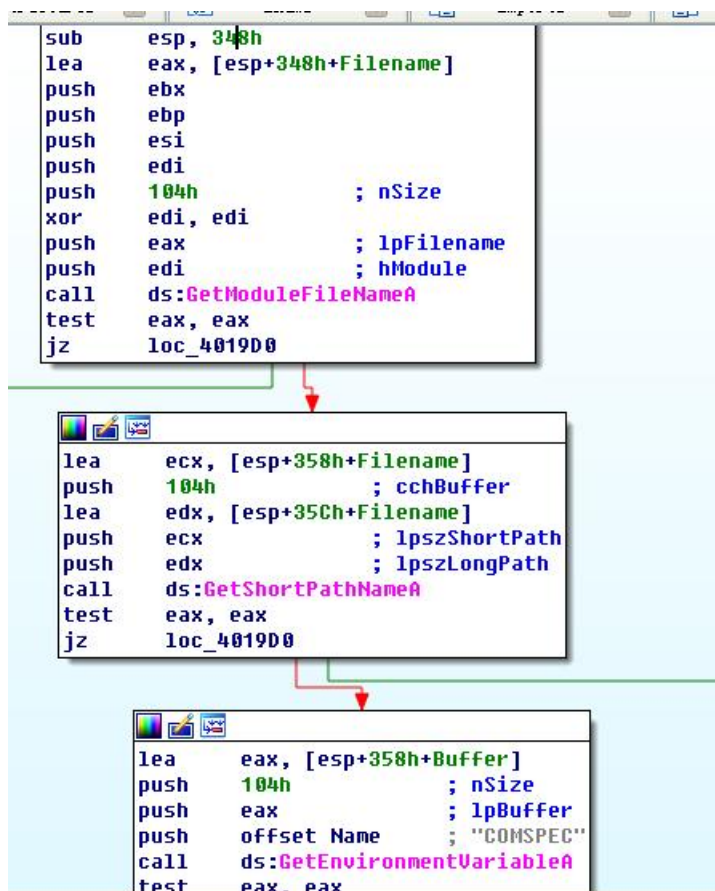 sub esp, 348h
lea eax, [esp+348h+Filename]
push ebx
push ebp
push esi
push edi
push 104h ; nSize
xor edi, edi
push eax ; lpFilename
push edi ; hModule
call ds:GetModuleFileNameA
test eax, eax
jz loc_4019D0
lea ecx, [esp+358h+Filename]
push 104h ; cchBuffer
lea edx, [esp+35Ch+Filename]
push ecx ; lpszShortPath
push edx ; lpszLongPath
call ds:GetShortPathNameA
test eax, eax
jz loc_4019D0
lea eax, [esp+358h+Buffer]
push 104h ; nSize
push eax ; lpBuffer
push offset Name ; "COMSPEC"
call ds:GetEnvironmentVariableA
test eax, eax